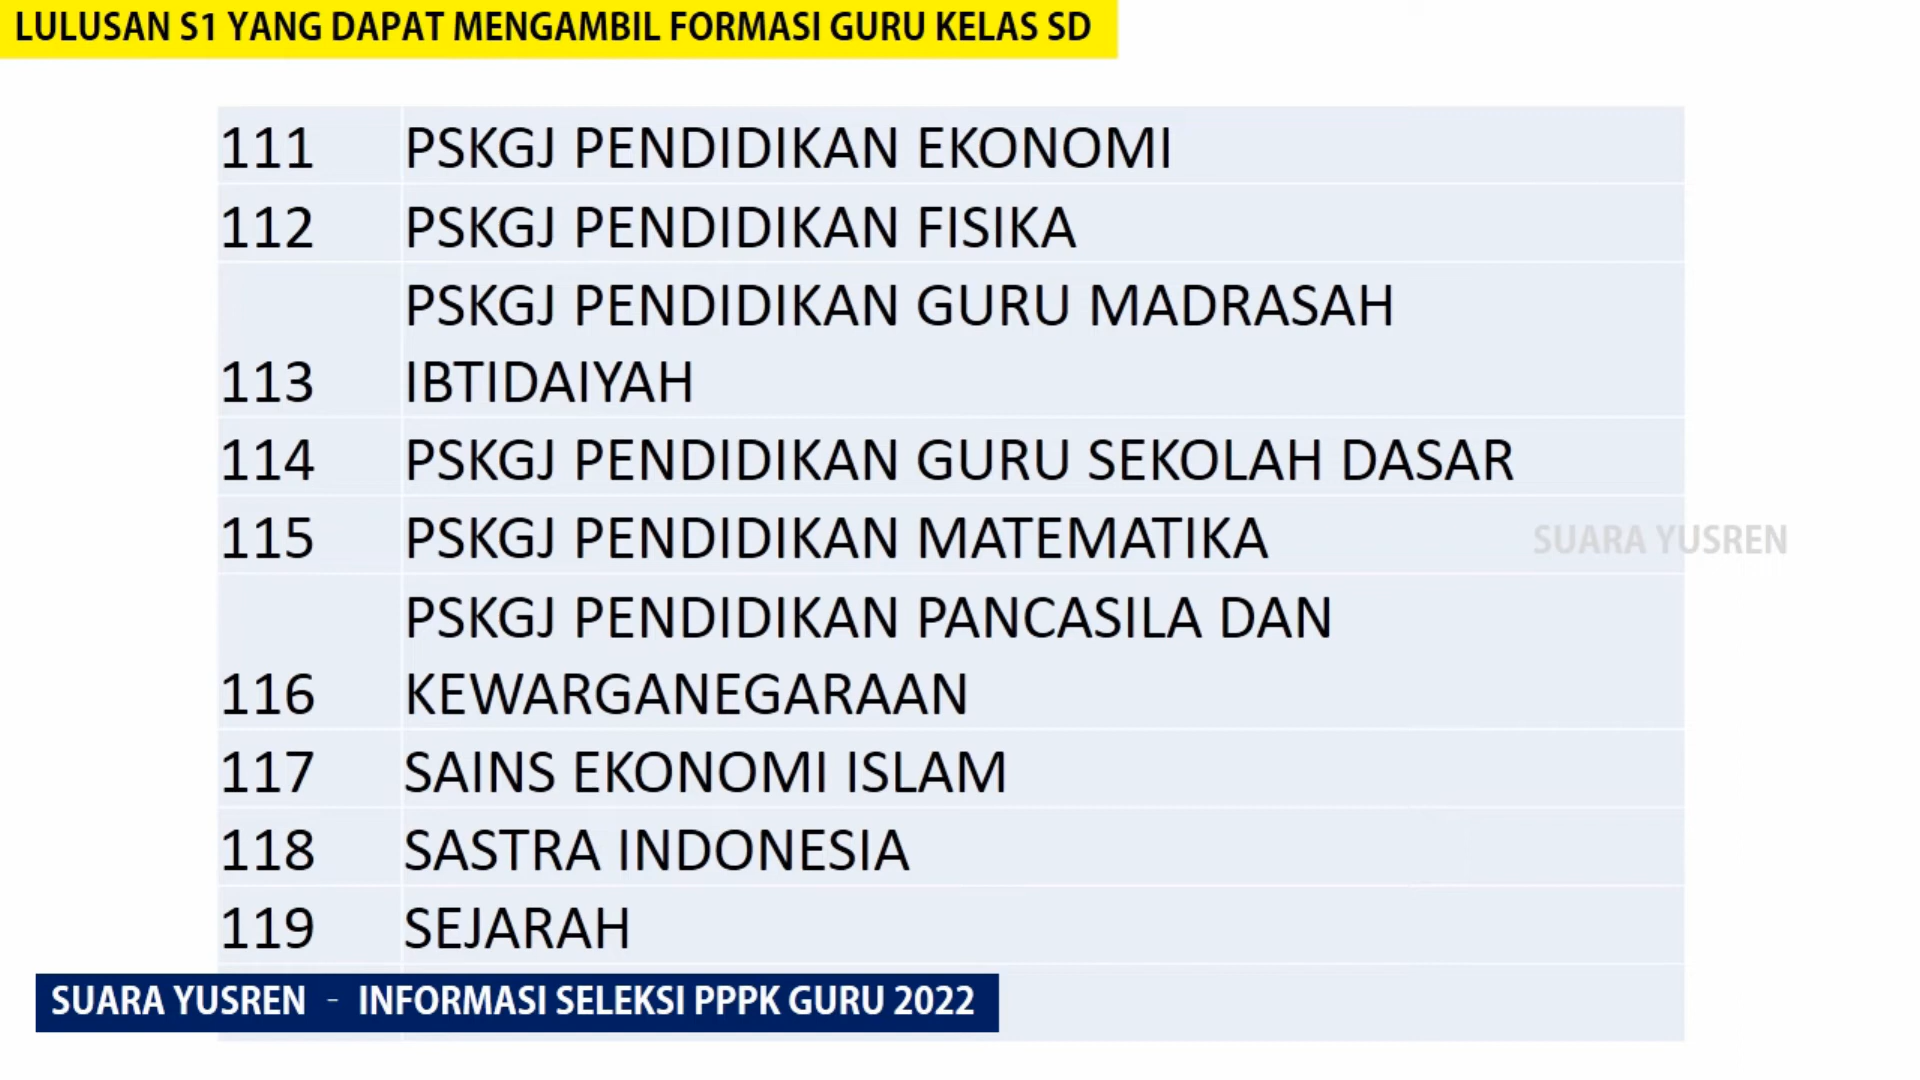 LULUSAN S1 YANG DAPAT MENGAMBIL FORMASI GURU KELAS SD
111 PSKGJ PENDIDIKAN EKONOMI
112 PSKGJ PENDIDIKAN FISIKA
PSKGJ PENDIDIKAN GURU MADRASAH
113 IBTIDAIYAH
114 PSKGJ PENDIDIKAN GURU SEKOLAH DASAR
115 PSKGJ PENDIDIKAN MATEMATIKA
SUARA YUSREN
PSKGJ PENDIDIKAN PANCASILA DAN
116 KEWARGANEGARAAN
117 SAINS EKONOMI ISLAM
118 SASTRA INDONESIA
119 SEJARAH
SUARA YUSREN - INFORMASI SELEKSI PPPK GURU 2022